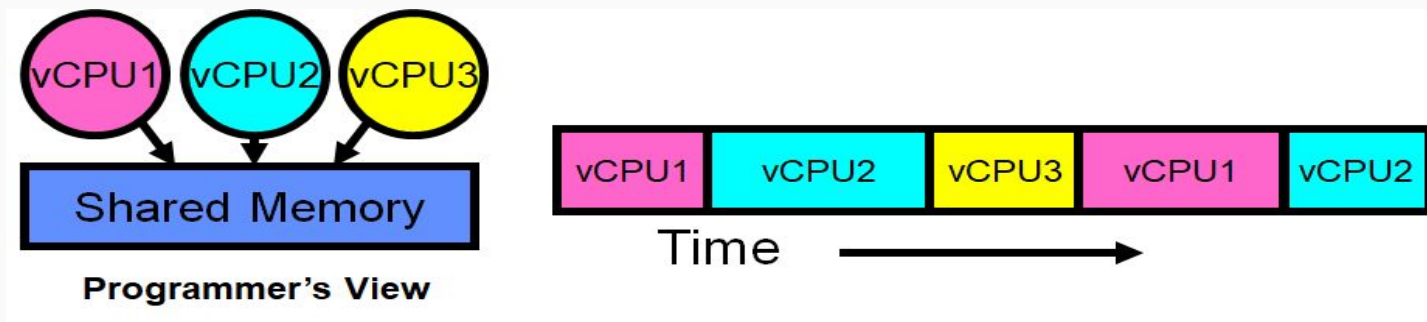 vCPU1 vCPU2 vCPU3
Shared Memory
Programmer's View
vCPU1 vCPU2 vCPU3 vCPU1 vCPU2
Time